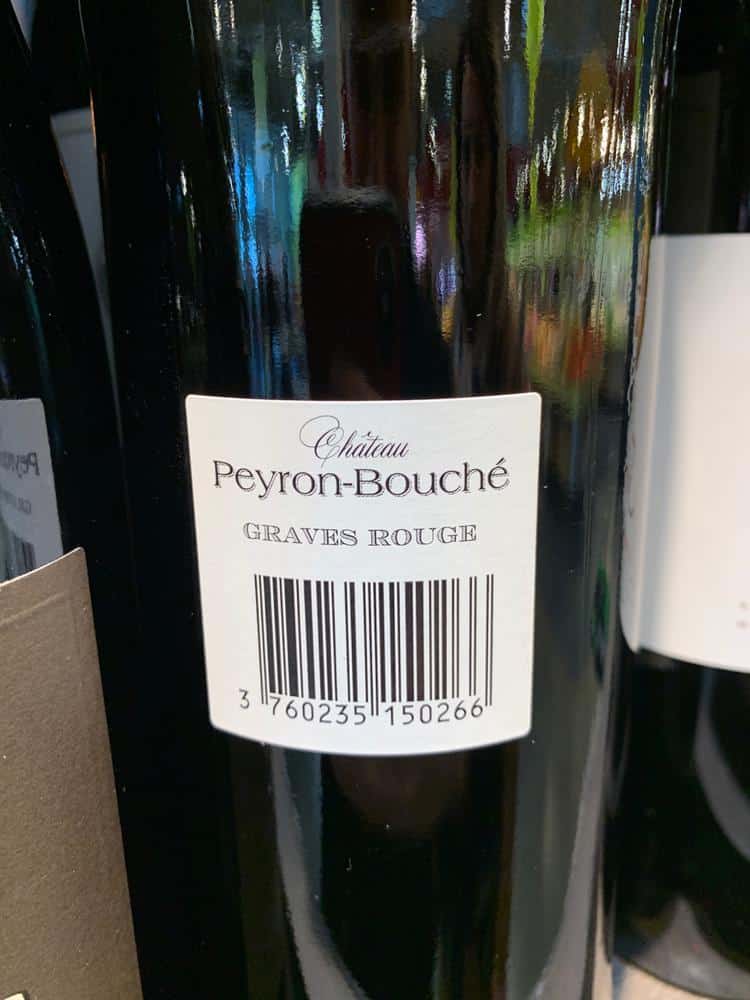 Château
Peyron-Bouché
GRAVES ROUGE
3 760235 150266